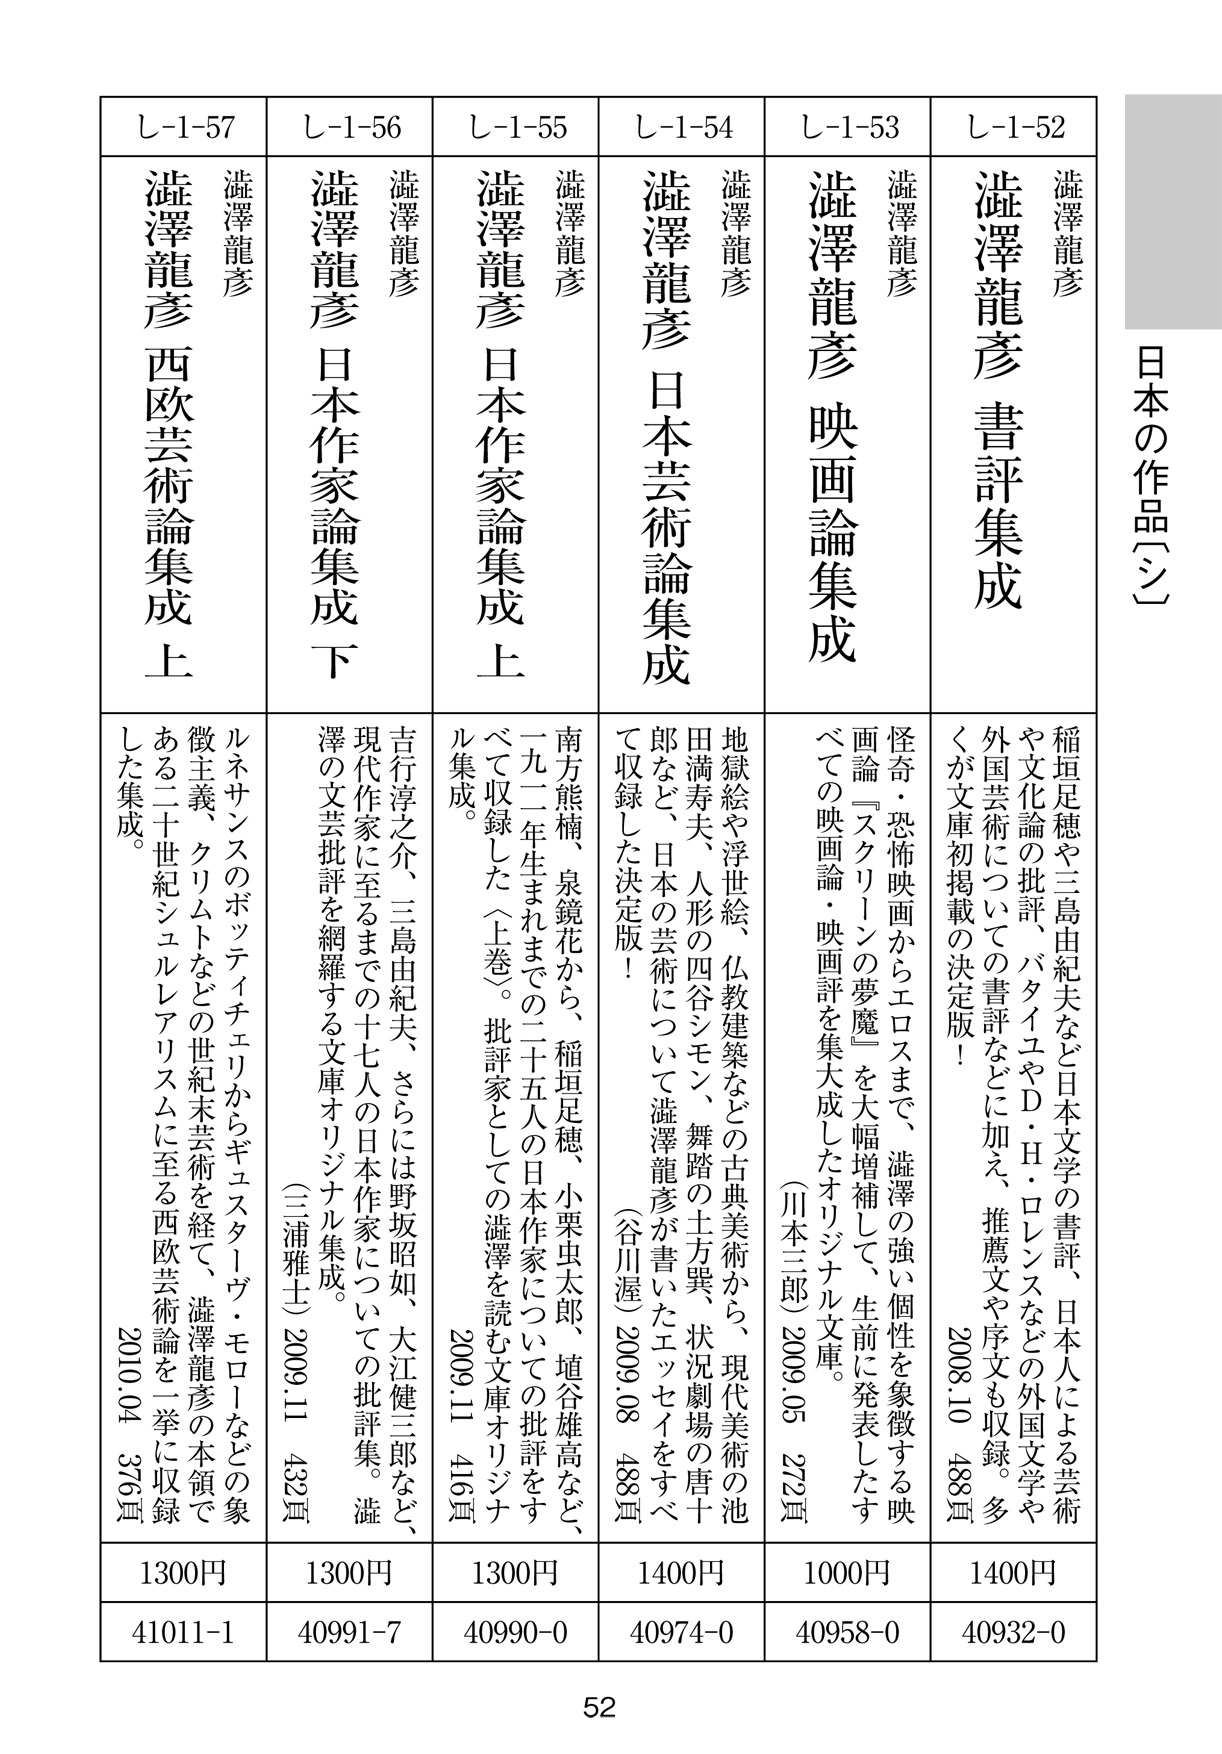 日本の作品〔シ〕
し-1-52
澁澤龍彥
澁澤龍彥 書評集成
稲垣足穂や三島由紀夫など日本文学の書評、日本人による芸術
や文化論の批評、バタイユやD・H・ロレンスなどの外国文学や
外国芸術についての書評などに加え、推薦文や序文も収録。多
くが文庫初掲載の決定版！
2008.10 488頁
1400円
40932-0
し-1-53
澁澤龍彥
澁澤龍彥 映画論集成
怪奇・恐怖映画からエロスまで、澁澤の強い個性を象徴する映
画論『スクリーンの夢魔』を大幅増補して、生前に発表したす
べての映画論・映画評を集大成したオリジナル文庫。
（川本三郎）2009.05 272頁
1000円
40958-0
し-1-54
澁澤龍彥
澁澤龍彥 日本芸術論集成
地獄絵や浮世絵、仏教建築などの古典美術から、現代美術の池
田満寿夫、人形の四谷シモン、舞踏の土方巽、状況劇場の唐十
郎など、日本の芸術について澁澤龍彥が書いたエッセイをすべ
て収録した決定版！
（谷川渥）2009.08 488頁
1400円
40974-0
し-1-55
澁澤龍彥
澁澤龍彥 日本作家論集成 上
南方熊楠、泉鏡花から、稲垣足穂、小栗虫太郎、埴谷雄高など、
一九一一年生まれまでの二十五人の日本作家についての批評をす
べて収録した〈上巻〉。批評家としての澁澤を読む文庫オリジナ
ル集成。
2009.11 416頁
1300円
40990-0
し-1-56
澁澤龍彥
澁澤龍彥 日本作家論集成 下
吉行淳之介、三島由紀夫、さらには野坂昭如、大江健三郎など、
現代作家に至るまでの十七人の日本作家についての批評集。澁
澤の文芸批評を網羅する文庫オリジナル集成。
（三浦雅士）2009.11 432頁
1300円
40991-7
し-1-57
澁澤龍彥
澁澤龍彥 西欧芸術論集成 上
ルネサンスのボッティチェリからギュスターヴ・モローなどの象
徴主義、クリムトなどの世紀末芸術を経て、澁澤龍彥の本領で
ある二十世紀シュルレアリスムに至る西欧芸術論を一挙に収録
した集成。
2010.04 376頁
1300円
41011-1
52